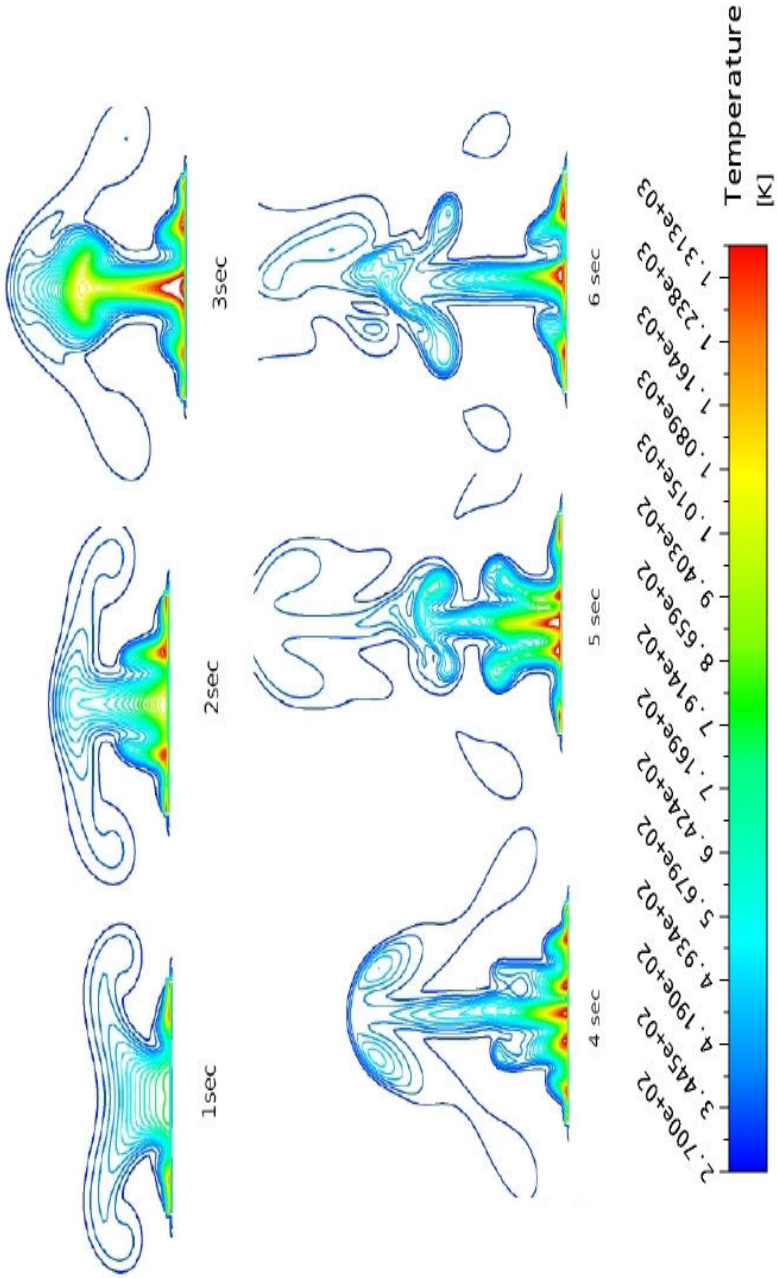 1sec
2sec
3sec
4 sec
5 sec
6 sec
Temperature
[K]
2.700e+02
3.445e+02
4.190e+02
4.934e+02
5.679e+02
6.424e+02
7.169e+02
7.914e+02
8.659e+02
9.403e+02
1.015e+03
1.089e+03
1.164e+03
1.238e+03
1.313e+03